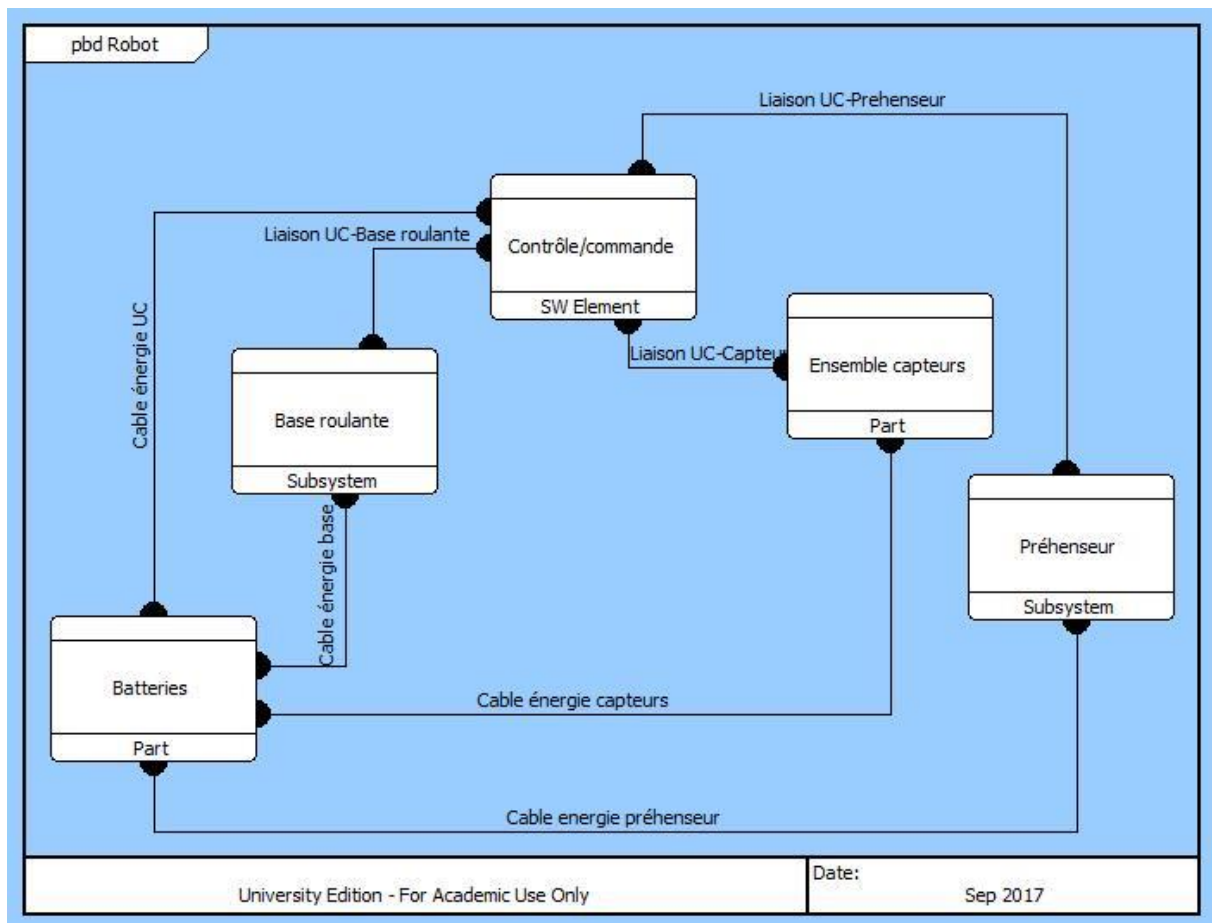 pbd Robot
Liaison UC-Prehenseur
Liaison UC-Base roulante
Contrôle/commande
SW Element
Cable énergie UC
Liaison UC-Capteur
Ensemble capteurs
Part
Base roulante
Subsystem
Préhenseur
Subsystem
Cable énergie base
Batteries
Part
Cable énergie capteurs
Cable energie préhenseur
University Edition - For Academic Use Only
Date:
Sep 2017